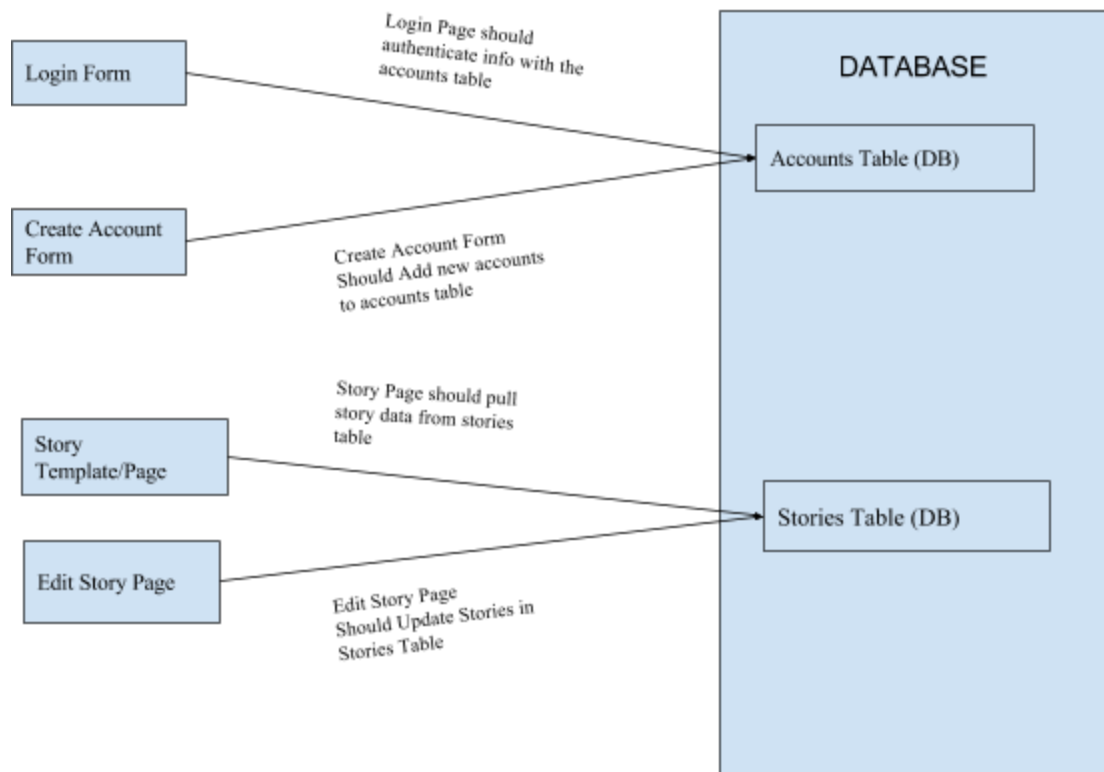 Login Page should
authenticate info with the
accounts table
Login Form
DATABASE
Accounts Table (DB)
Create Account
Form
Create Account Form
Should Add new accounts
to accounts table
Story Page should pull
story data from stories
table
Story
Template/Page
Stories Table (DB)
Edit Story Page
Edit Story Page
Should Update Stories in
Stories Table